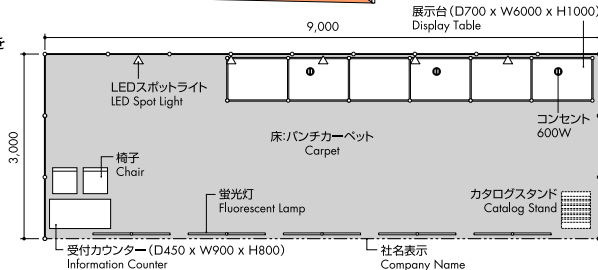 展示台（D700 x W6000 x H1000）
Display Table
9,000
を
LEDスポットライト
LED Spot Light
コンセント
600W
床：パンチカーペット
Carpet
3,000
椅子
Chair
蛍光灯
Fluorescent Lamp
カタログスタンド
Catalog Stand
受付カウンター（D450 x W900 x H800）
Information Counter
社名表示
Company Name